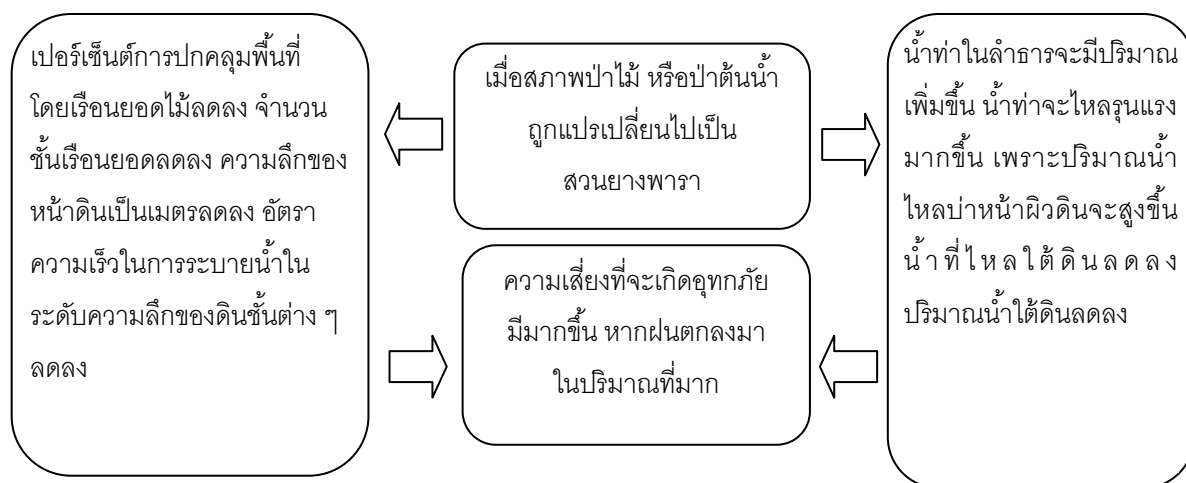 เปอร์เซ็นต์การปกคลุมพื้นที่
โดยเรือนยอดไม้ลดลง จำนวน
ชั้นเรือนยอดลดลง ความลึกของ
หน้าดินเป็นเมตรลดลง อัตรา
ความเร็วในการระบายน้ำใน
ระดับความลึกของดินชั้นต่าง ๆ
ลดลง
เมื่อสภาพป่าไม้ หรือป่าต้นน้ำ
ถูกแปรเปลี่ยนไปเป็น
สวนยางพารา
ความเสี่ยงที่จะเกิดอุทกภัย
มีมากขึ้น หากฝนตกลงมา
ในปริมาณที่มาก
น้ำท่าในลำธารจะมีปริมาณ
เพิ่มขึ้น น้ำท่าจะไหลรุนแรง
มากขึ้น เพราะปริมาณน้ำ
ไหลบ่าหน้าผิวดินจะสูงขึ้น
น้ำที่ไหลใต้ดินลดลง
ปริมาณน้ำใต้ดินลดลง